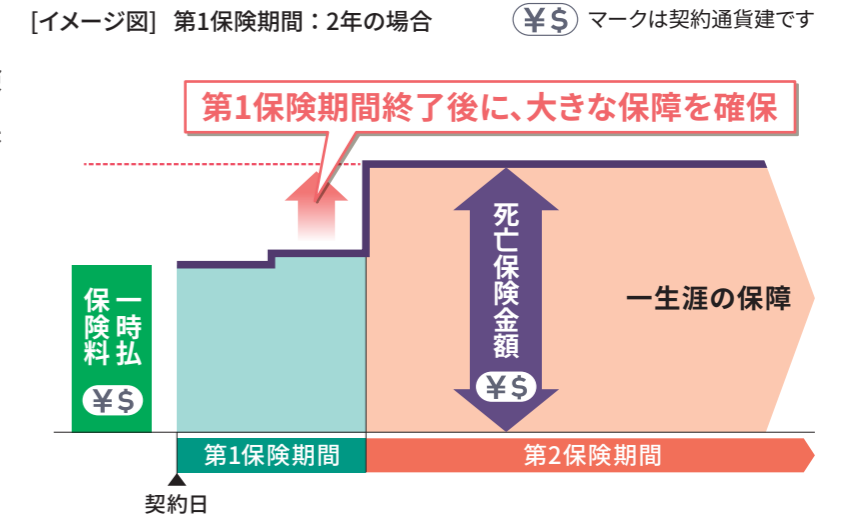 [イメージ図] 第1保険期間：2年の場合
¥$ マークは契約通貨建です
第1保険期間終了後に、大きな保障を確保
一時払
保険料
¥$
死亡保険金額
¥$
一生涯の保障
第1保険期間
第2保険期間
契約日